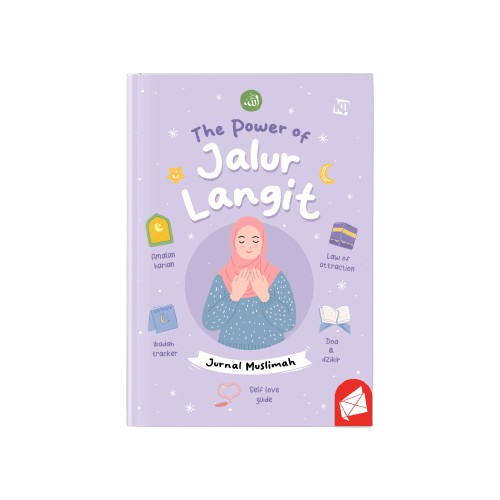 الله
The Power of
Jalur
Langit
Amalan
harian
Law of
attraction
Ibadah
tracker
Doa
&
dzikir
Jurnal Muslimah
Self love
guide